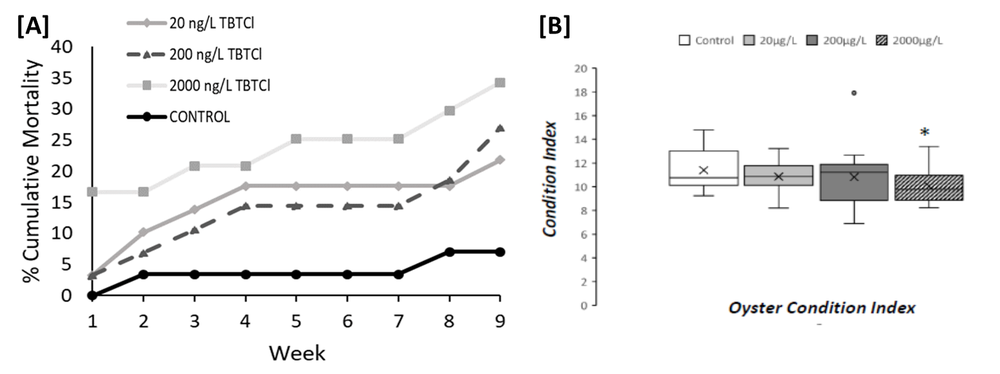 [A]
20 ng/L TBTCl
200 ng/L TBTCl
2000 ng/L TBTCl
CONTROL
% Cumulative Mortality
40
35
30
25
20
15
10
5
0
1 2 3 4 5 6 7 8 9
Week
[B]
Control 20µg/L 200µg/L 2000µg/L
Condition Index
20
18
16
14
12
10
8
6
4
2
0
*
Oyster Condition Index